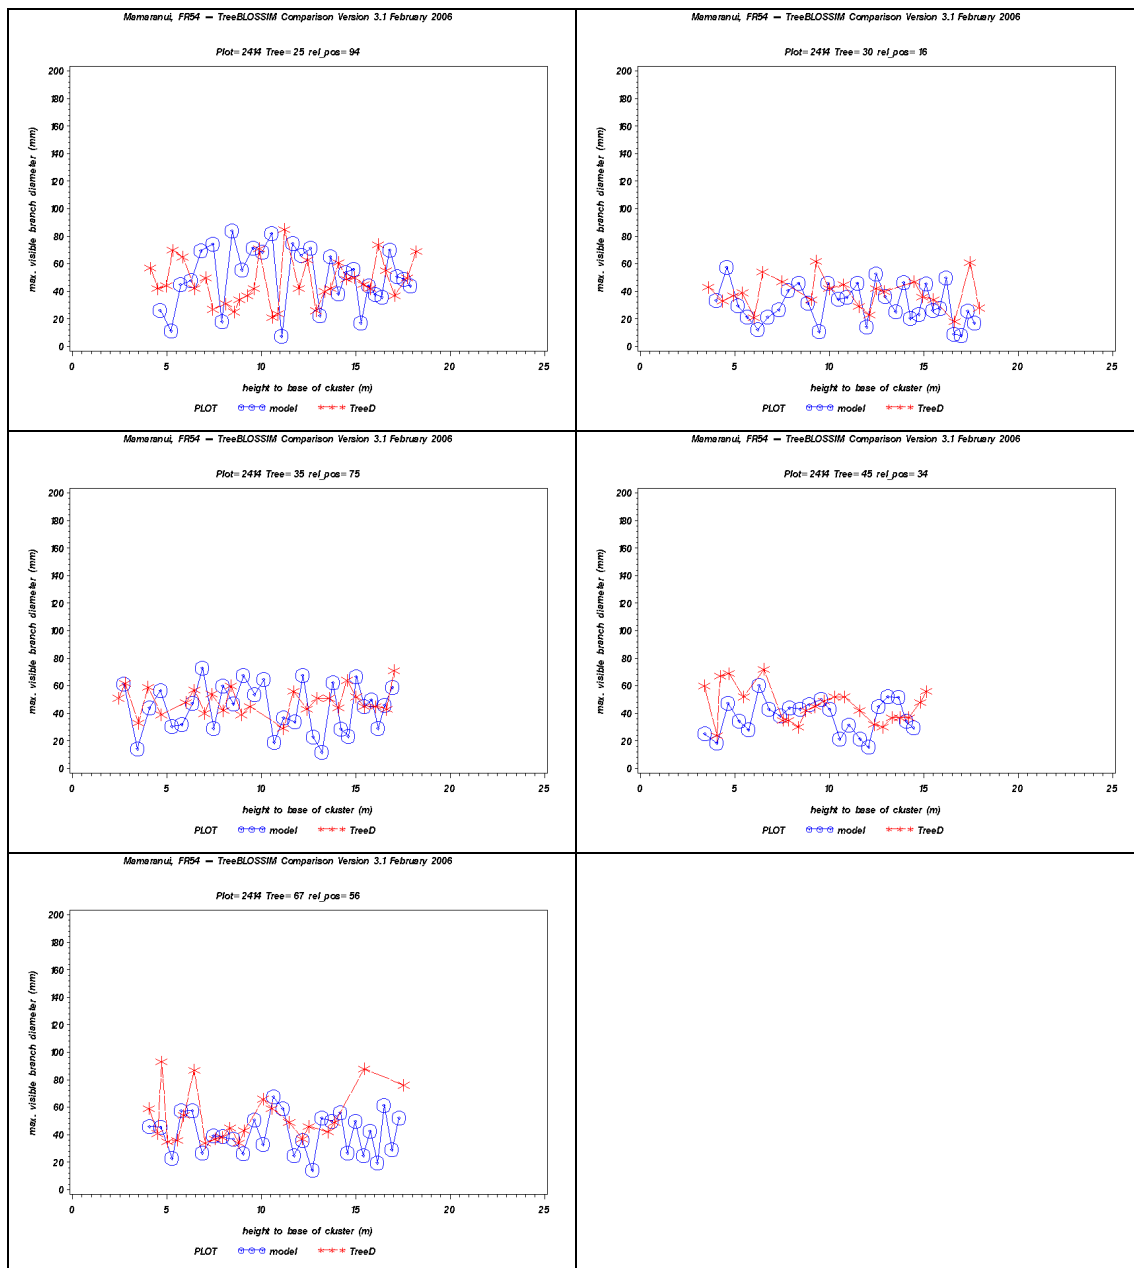 Mamaranui, FR54 — TreeBLOSSIM Comparison Version 3.1 February 2006
Plot=2414 Tree=25 rel_pos=94
max. visible branch diameter (mm)
200
180
160
140
120
100
80
60
40
20
0
0 5 10 15 20 25
height to base of cluster (m)
PLOT model TreeD
Mamaranui, FR54 — TreeBLOSSIM Comparison Version 3.1 February 2006
Plot=2414 Tree=30 rel_pos=16
max. visible branch diameter (mm)
200
180
160
140
120
100
80
60
40
20
0
0 5 10 15 20 25
height to base of cluster (m)
PLOT model TreeD
Mamaranui, FR54 — TreeBLOSSIM Comparison Version 3.1 February 2006
Plot=2414 Tree=35 rel_pos=75
max. visible branch diameter (mm)
200
180
160
140
120
100
80
60
40
20
0
0 5 10 15 20 25
height to base of cluster (m)
PLOT model TreeD
Mamaranui, FR54 — TreeBLOSSIM Comparison Version 3.1 February 2006
Plot=2414 Tree=45 rel_pos=34
max. visible branch diameter (mm)
200
180
160
140
120
100
80
60
40
20
0
0 5 10 15 20 25
height to base of cluster (m)
PLOT model TreeD
Mamaranui, FR54 — TreeBLOSSIM Comparison Version 3.1 February 2006
Plot=2414 Tree=67 rel_pos=56
max. visible branch diameter (mm)
200
180
160
140
120
100
80
60
40
20
0
0 5 10 15 20 25
height to base of cluster (m)
PLOT model TreeD